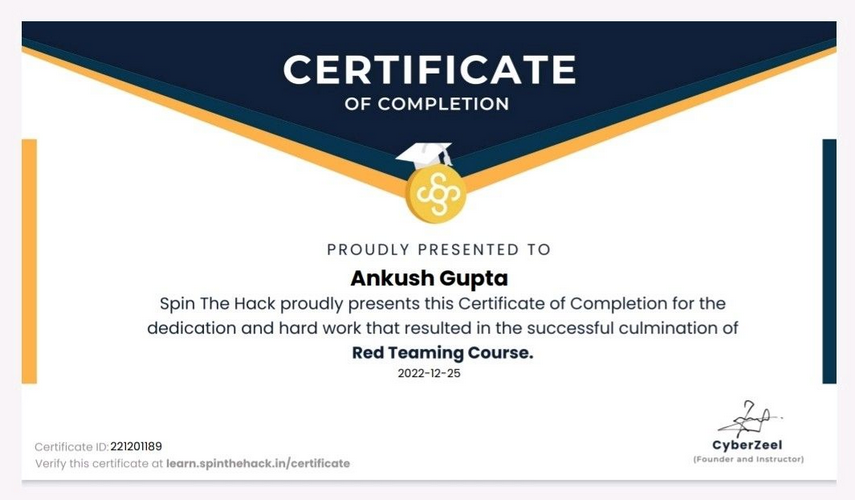 CERTIFICATE
OF COMPLETION
PROUDLY PRESENTED TO
Ankush Gupta
Spin The Hack proudly presents this Certificate of Completion for the
dedication and hard work that resulted in the successful culmination of
Red Teaming Course.
2022-12-25
Certificate ID:221201189
Verify this certificate at learn.spinthehack.in/certificate
CyberZeel
(Founder and Instructor)